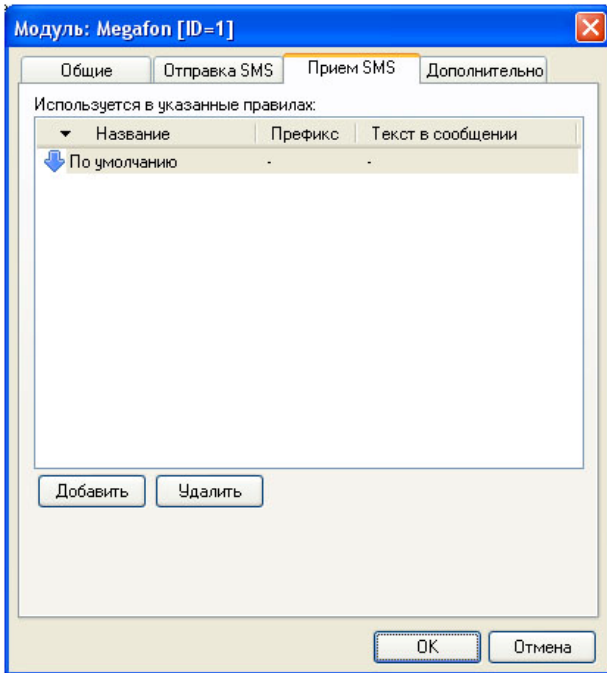 Модуль: Megafon [ID=1]
Общие Отправка SMS Прием SMS Дополнительно
Используется в указанные правилах:
Название Префикс Текст в сообщении
По умолчанию - -
Добавить Удалить
OK Отмена